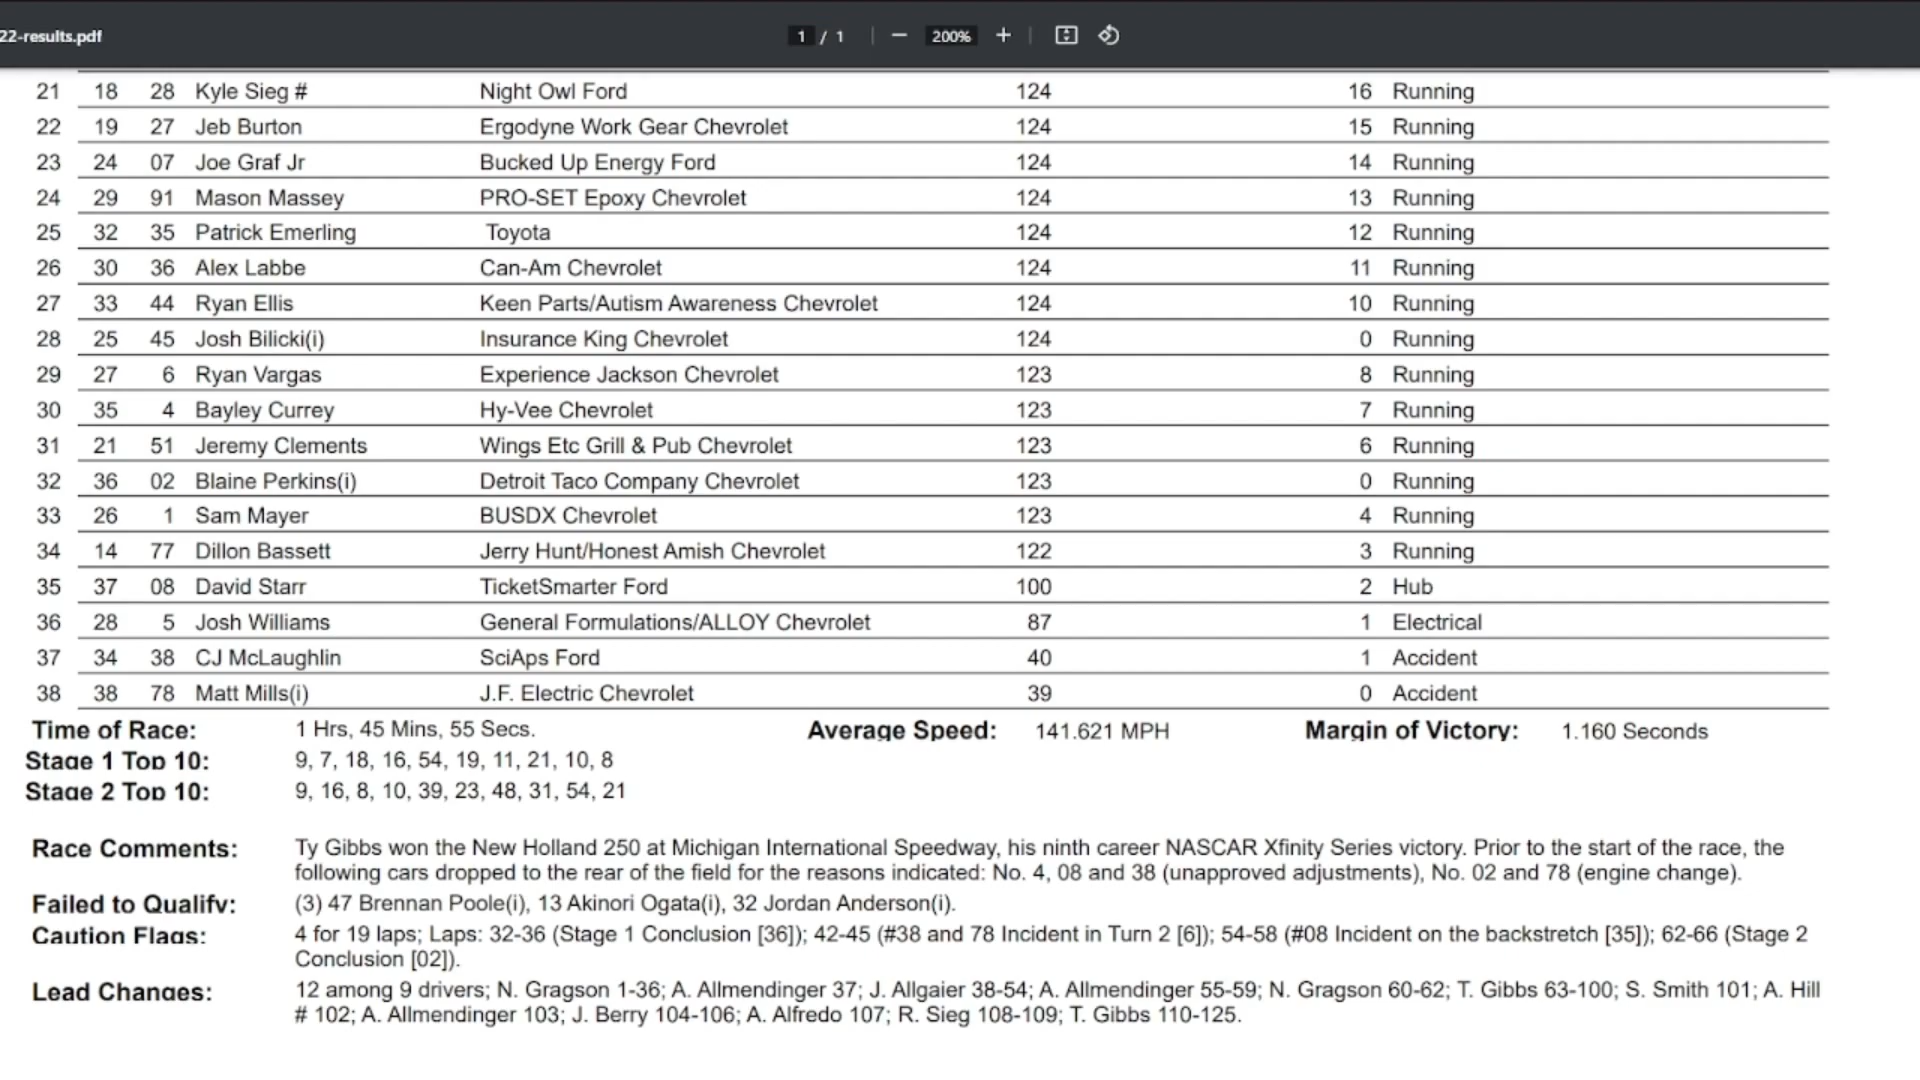 22-results.pdf 1 / 1 200%
21 18 28 Kyle Sieg # Night Owl Ford 124 16 Running
22 19 27 Jeb Burton Ergodyne Work Gear Chevrolet 124 15 Running
23 24 07 Joe Graf Jr Bucked Up Energy Ford 124 14 Running
24 29 91 Mason Massey PRO-SET Epoxy Chevrolet 124 13 Running
25 32 35 Patrick Emerling Toyota 124 12 Running
26 30 36 Alex Labbe Can-Am Chevrolet 124 11 Running
27 33 44 Ryan Ellis Keen Parts/Autism Awareness Chevrolet 124 10 Running
28 25 45 Josh Bilicki(i) Insurance King Chevrolet 124 0 Running
29 27 6 Ryan Vargas Experience Jackson Chevrolet 123 8 Running
30 35 4 Bayley Currey Hy-Vee Chevrolet 123 7 Running
31 21 51 Jeremy Clements Wings Etc Grill & Pub Chevrolet 123 6 Running
32 36 02 Blaine Perkins(i) Detroit Taco Company Chevrolet 123 0 Running
33 26 1 Sam Mayer BUSDX Chevrolet 123 4 Running
34 14 77 Dillon Bassett Jerry Hunt/Honest Amish Chevrolet 122 3 Running
35 37 08 David Starr TicketSmarter Ford 100 2 Hub
36 28 5 Josh Williams General Formulations/ALLOY Chevrolet 87 1 Electrical
37 34 38 CJ McLaughlin SciAps Ford 40 1 Accident
38 38 78 Matt Mills(i) J.F. Electric Chevrolet 39 0 Accident
Time of Race: 1 Hrs, 45 Mins, 55 Secs. Average Speed: 141.621 MPH Margin of Victory: 1.160 Seconds
Stage 1 Top 10: 9, 7, 18, 16, 54, 19, 11, 21, 10, 8
Stage 2 Top 10: 9, 16, 8, 10, 39, 23, 48, 31, 54, 21
Race Comments: Ty Gibbs won the New Holland 250 at Michigan International Speedway, his ninth career NASCAR Xfinity Series victory. Prior to the start of the race, the
following cars dropped to the rear of the field for the reasons indicated: No. 4, 08 and 38 (unapproved adjustments), No. 02 and 78 (engine change).
Failed to Qualify: (3) 47 Brennan Poole(i), 13 Akinori Ogata(i), 32 Jordan Anderson(i).
Caution Flags: 4 for 19 laps; Laps: 32-36 (Stage 1 Conclusion [36]); 42-45 (#38 and 78 Incident in Turn 2 [6]); 54-58 (#08 Incident on the backstretch [35]); 62-66 (Stage 2
Conclusion [02]).
Lead Changes: 12 among 9 drivers; N. Gragson 1-36; A. Allmendinger 37; J. Allgaier 38-54; A. Allmendinger 55-59; N. Gragson 60-62; T. Gibbs 63-100; S. Smith 101; A. Hill
# 102; A. Allmendinger 103; J. Berry 104-106; A. Alfredo 107; R. Sieg 108-109; T. Gibbs 110-125.